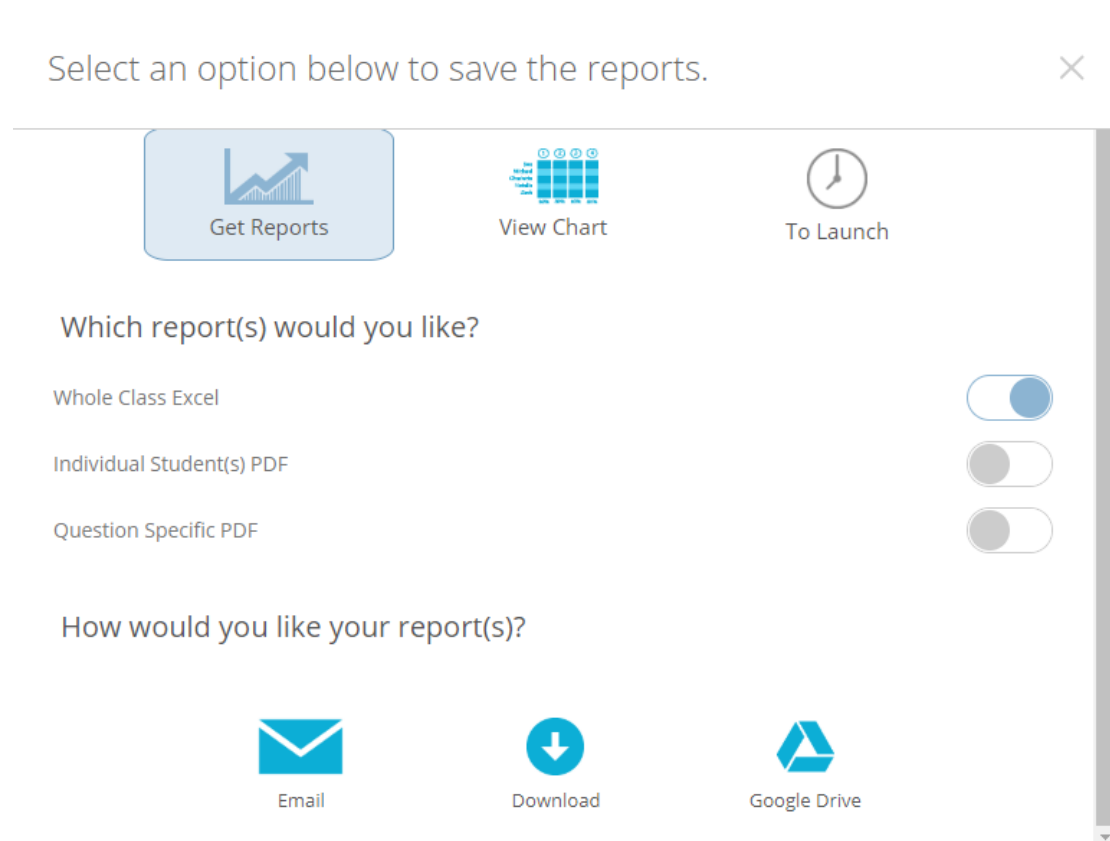 Select an option below to save the reports.
Get Reports
View Chart
To Launch
Which report(s) would you like?
Whole Class Excel
Individual Student(s) PDF
Question Specific PDF
How would you like your report(s)?
Email
Download
Google Drive